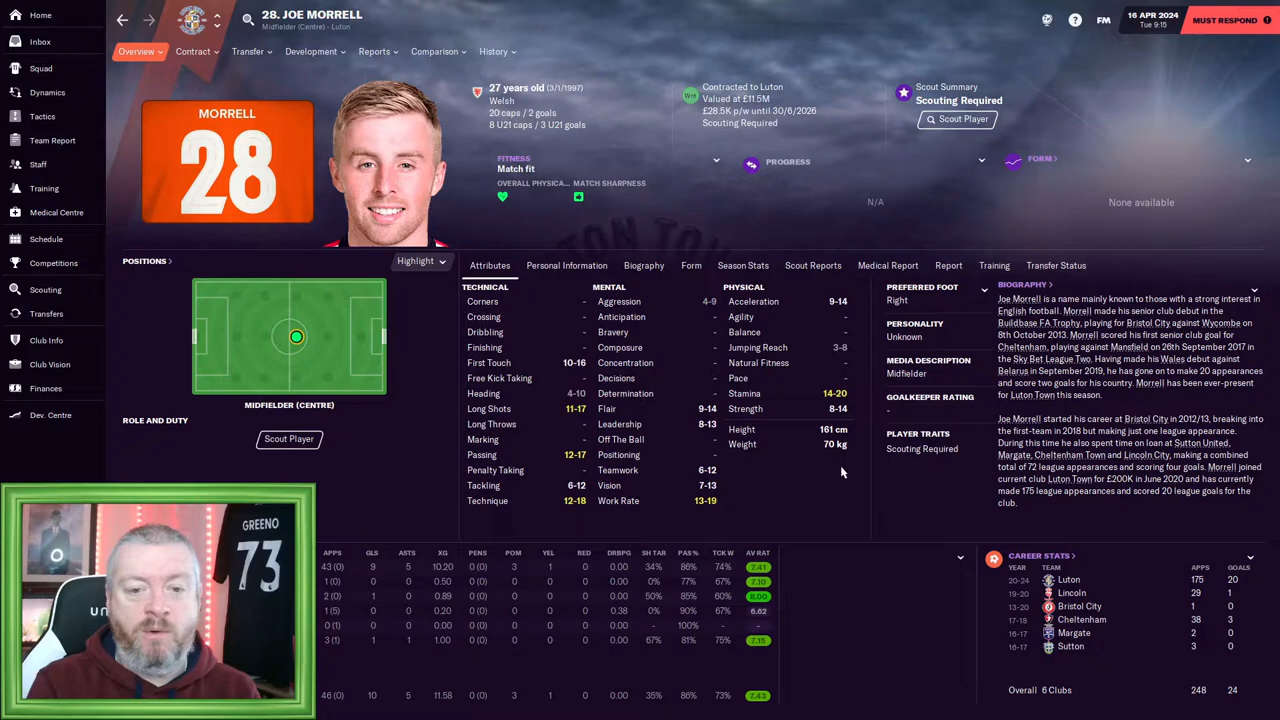 Home
Inbox
Squad
Dynamics
Tactics
Team Report
Staff
Training
Medical Centre
Schedule
Competitions
Scouting
Transfers
Club Info
Club Vision
Finances
Dev. Centre
28. JOE MORRELL
Midfielder (Centre) - Luton
FM
16 APR 2024
Tue 9:15
MUST RESPOND
Overview
Contract
Transfer
Development
Reports
Comparison
History
MORRELL
28
27 years old (3/1/1997)
Welsh
20 caps / 2 goals
8 U21 caps / 3 U21 goals
Wnt
Contracted to Luton
Valued at £11.5M
£28.5K p/w until 30/6/2026
Scouting Required
Scout Summary
Scouting Required
Scout Player
FITNESS
Match fit
OVERALL PHYSICA... MATCH SHARPNESS
PROGRESS
N/A
FORM
None available
POSITIONS
Highlight
MIDFIELDER (CENTRE)
ROLE AND DUTY
Scout Player
Attributes
Personal Information
Biography
Form
Season Stats
Scout Reports
Medical Report
Report
Training
Transfer Status
TECHNICAL
Corners -
Crossing -
Dribbling -
Finishing -
First Touch 10-16
Free Kick Taking -
Heading 4-10
Long Shots 11-17
Long Throws -
Marking -
Passing 12-17
Penalty Taking -
Tackling 6-12
Technique 12-18
MENTAL
Aggression 4-9
Anticipation -
Bravery -
Composure -
Concentration -
Decisions -
Determination -
Flair 9-14
Leadership 8-13
Off The Ball -
Positioning -
Teamwork 6-12
Vision 7-13
Work Rate 13-19
PHYSICAL
Acceleration 9-14
Agility -
Balance -
Jumping Reach 3-8
Natural Fitness -
Pace -
Stamina 14-20
Strength 8-14
Height 161 cm
Weight 70 kg
PREFERRED FOOT
Right
PERSONALITY
Unknown
MEDIA DESCRIPTION
Midfielder
GOALKEEPER RATING
-
PLAYER TRAITS
Scouting Required
BIOGRAPHY
Joe Morrell is a name mainly known to those with a strong interest in
English football. Morrell made his senior club debut in the
Buildbase FA Trophy, playing for Bristol City against Wycombe on
8th October 2013. Morrell scored his first senior club goal for
Cheltenham, playing against Mansfield on 26th September 2017 in
the Sky Bet League Two. Having made his Wales debut against
Belarus in September 2019, he has gone on to make 20 appearances
and score two goals for his country. Morrell has been ever-present
for Luton Town this season.
Joe Morrell started his career at Bristol City in 2012/13, breaking into
the first-team in 2018 but making just one league appearance.
During this time he also spent time on loan at Sutton United,
Margate, Cheltenham Town and Lincoln City, making a combined
total of 72 league appearances and scoring four goals. Morrell joined
current club Luton Town for £200K in June 2020 and has currently
made 175 league appearances and scored 20 league goals for the
club.
APPS GLS ASTS XG PENS POM YEL RED DRBPG SH TAR PAS% TCK W AV RAT
43 (0) 9 5 10.20 0 (0) 3 1 0 0.00 34% 86% 74% 7.41
1 (0) 0 0 0.50 0 (0) 0 0 0 0.00 0% 77% 67% 7.10
2 (0) 1 0 0.89 0 (0) 0 0 0 0.00 50% 85% 60% 8.00
1 (5) 0 0 0.20 0 (0) 0 0 0 0.38 0% 90% 67% 6.62
0 (1) 0 0 0.00 0 (0) 0 0 0 0.00 - 100% - -
3 (1) 1 1 1.00 0 (0) 0 0 0 0.00 67% 81% 75% 7.15
46 (0) 10 5 11.58 0 (0) 3 1 0 0.00 35% 86% 73% 7.43
CAREER STATS
YEAR TEAM APPS GOALS
20-24 Luton 175 20
19-20 Lincoln 29 1
13-20 Bristol City 1 0
17-18 Cheltenham 38 3
16-17 Margate 2 0
16-17 Sutton 3 0
Overall 6 Clubs 248 24
GREENO
73